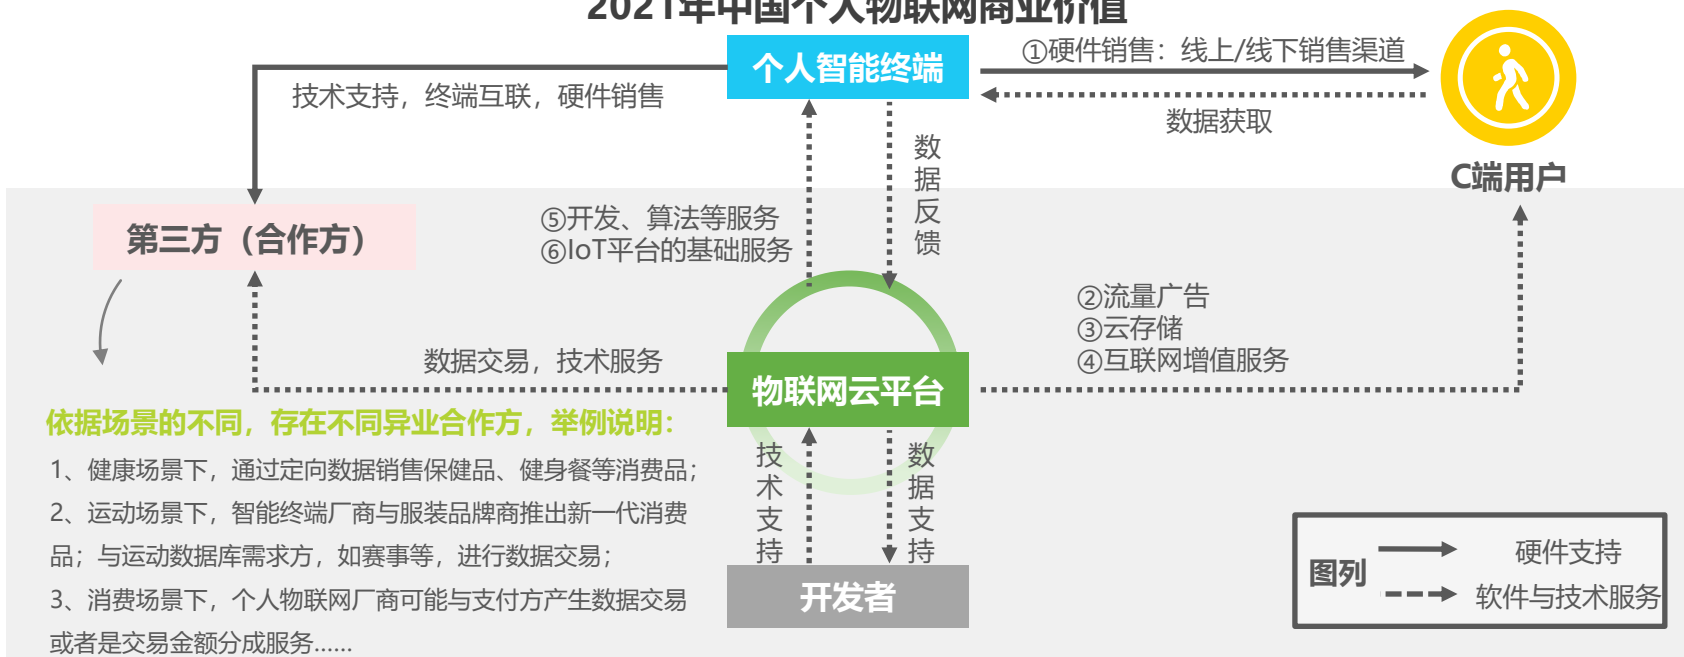 2021年中国个人物联网商业价值
个人智能终端
①硬件销售：线上/线下销售渠道
技术支持，终端互联，硬件销售
数据获取
数据反馈
C端用户
第三方（合作方）
⑤开发、算法等服务
⑥IoT平台的基础服务
②流量广告
③云存储
④互联网增值服务
数据交易，技术服务
物联网云平台
依据场景的不同，存在不同异业合作方，举例说明：
1、健康场景下，通过定向数据销售保健品、健身餐等消费品；
2、运动场景下，智能终端厂商与服装品牌商推出新一代消费
品；与运动数据库需求方，如赛事等，进行数据交易；
3、消费场景下，个人物联网厂商可能与支付方产生数据交易
或者是交易金额分成服务……
技术支持
数据支持
开发者
图列
硬件支持
软件与技术服务